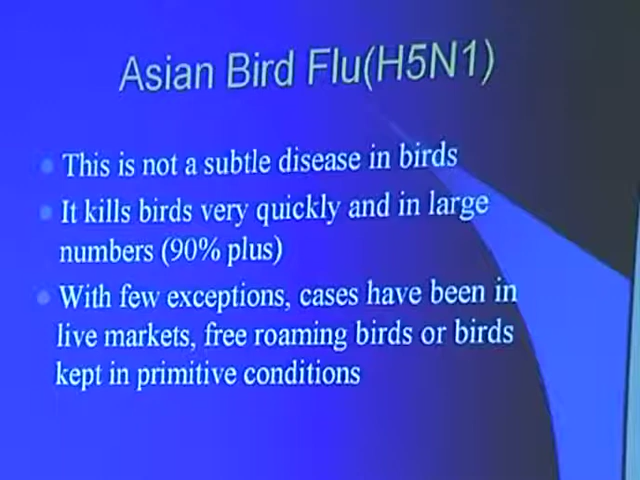 Asian Bird Flu(H5N1)
This is not a subtle disease in birds
It kills birds very quickly and in large
numbers (90% plus)
With few exceptions, cases have been in
live markets, free roaming birds or birds
kept in primitive conditions